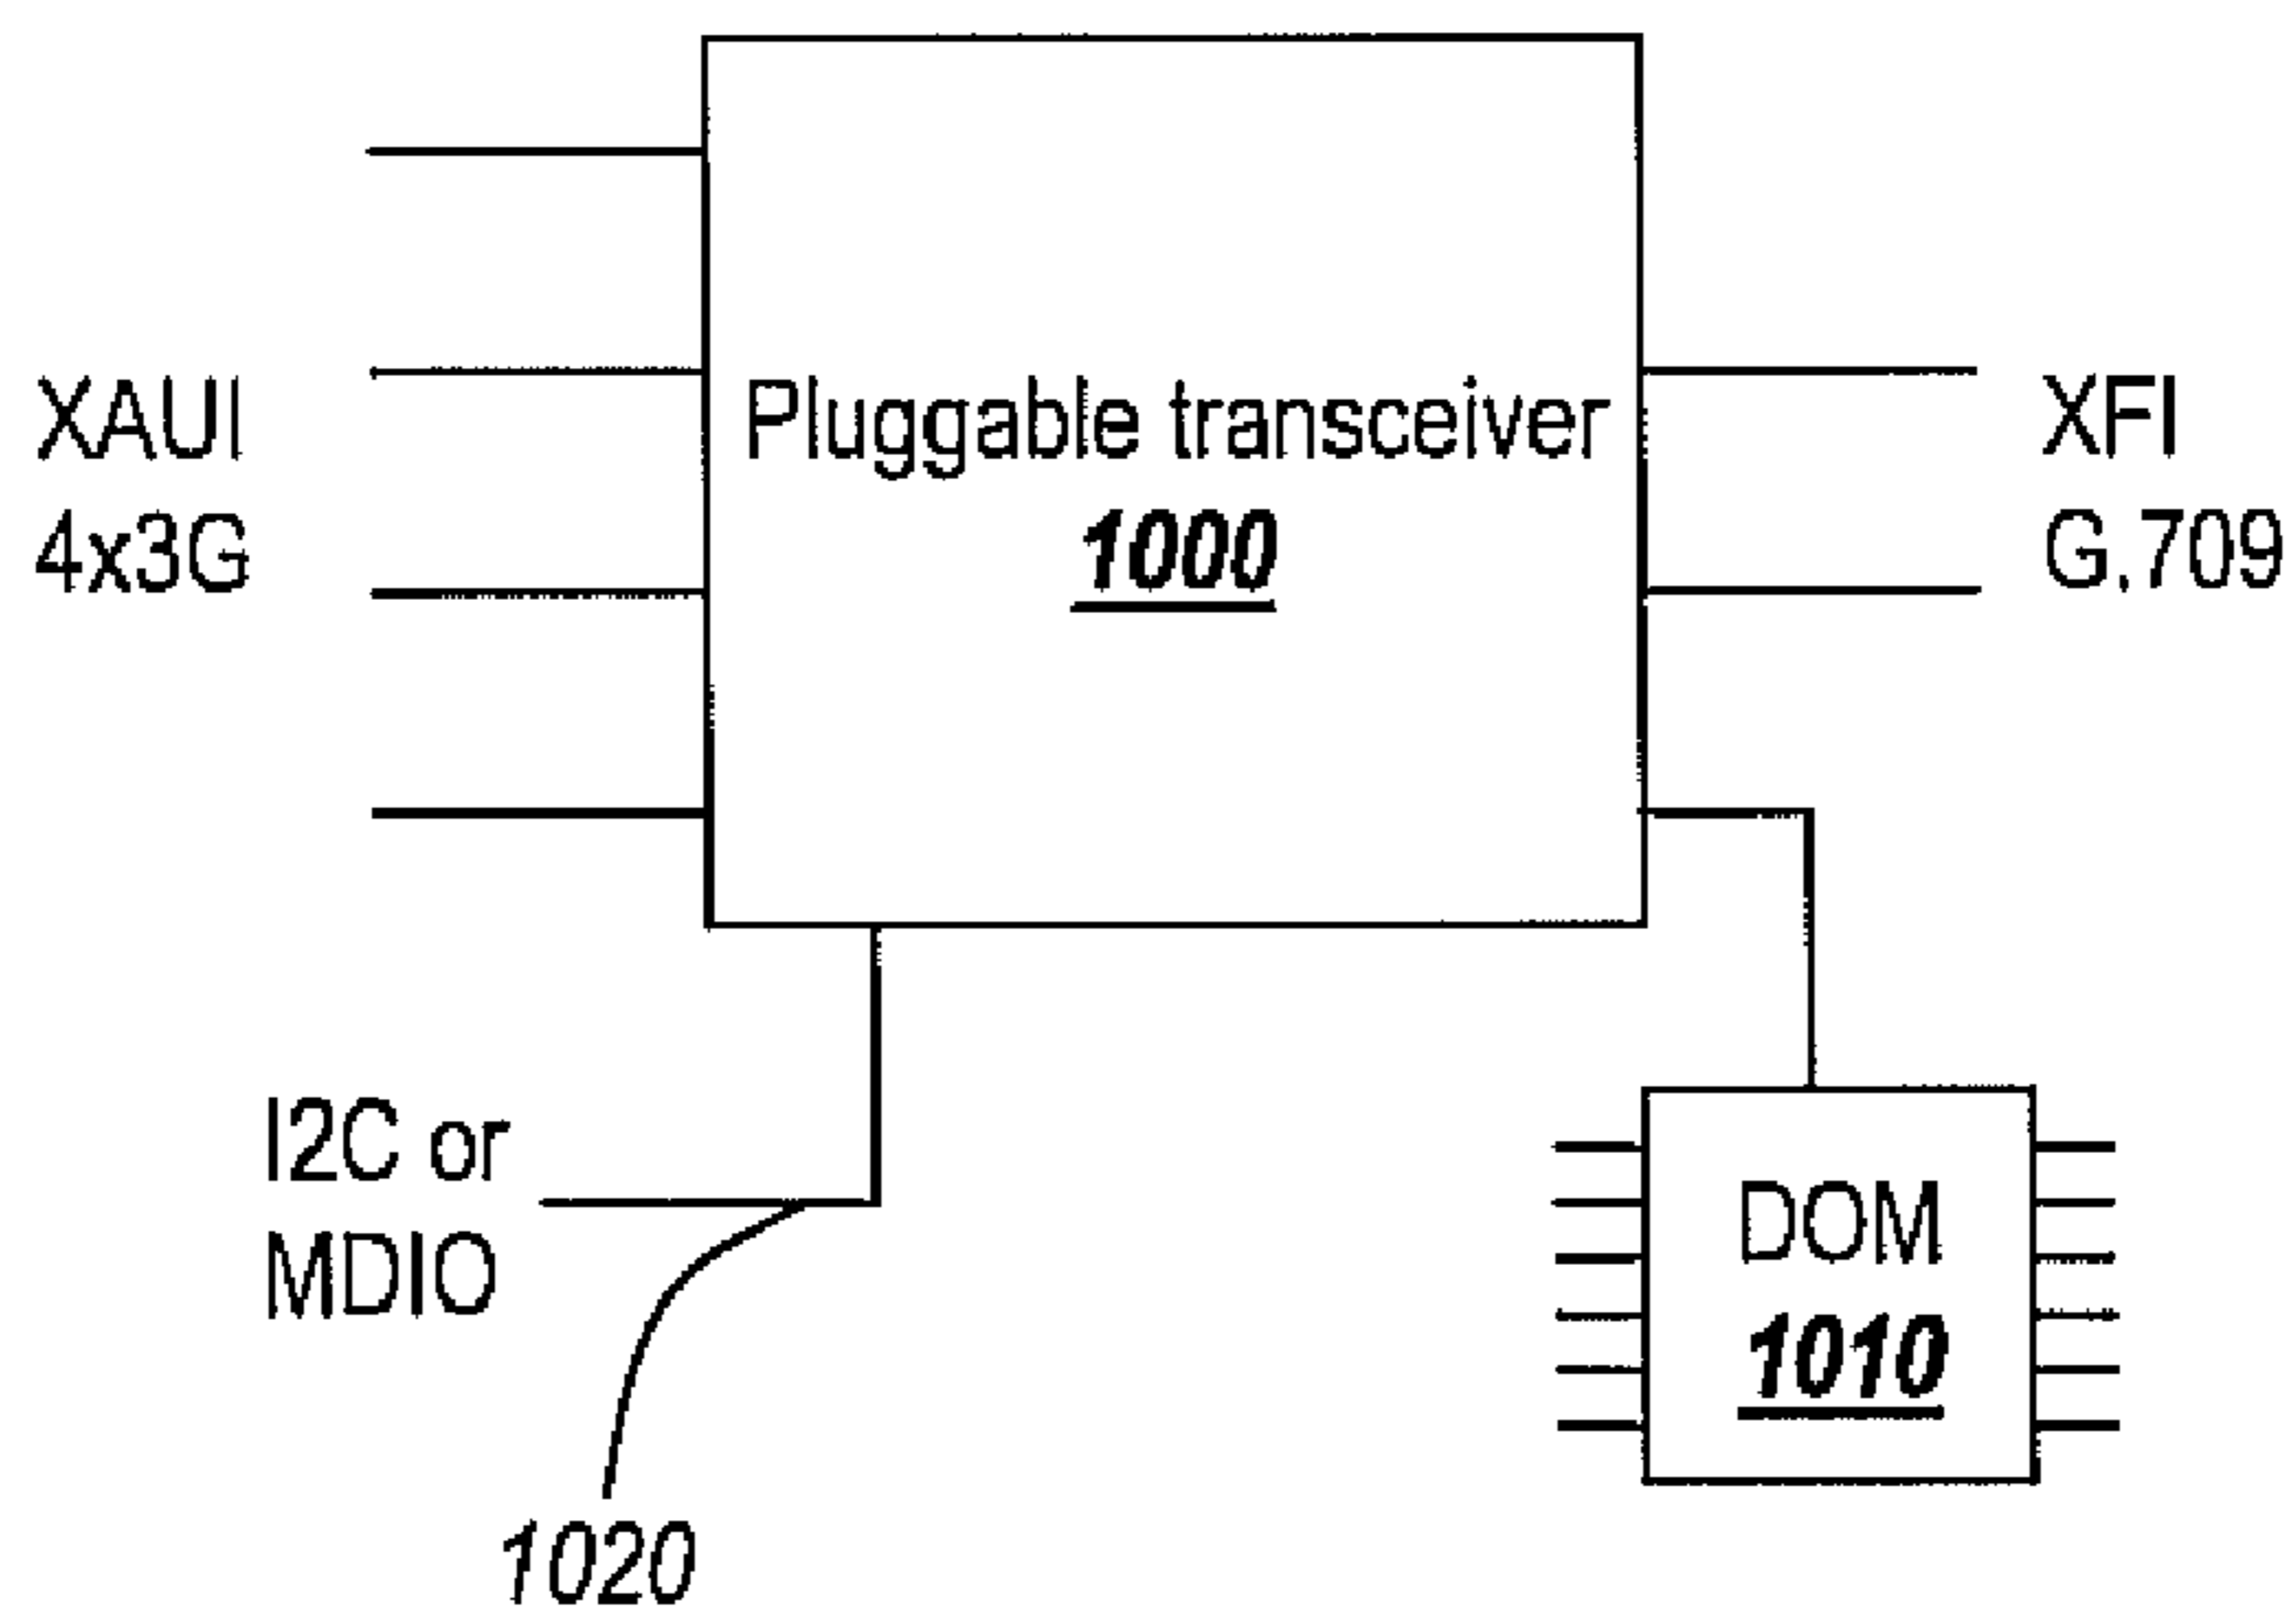 XAUI
4x3G
Pluggable transceiver
1000
XFI
G.709
I2C or
MDIO
1020
DOM
1010